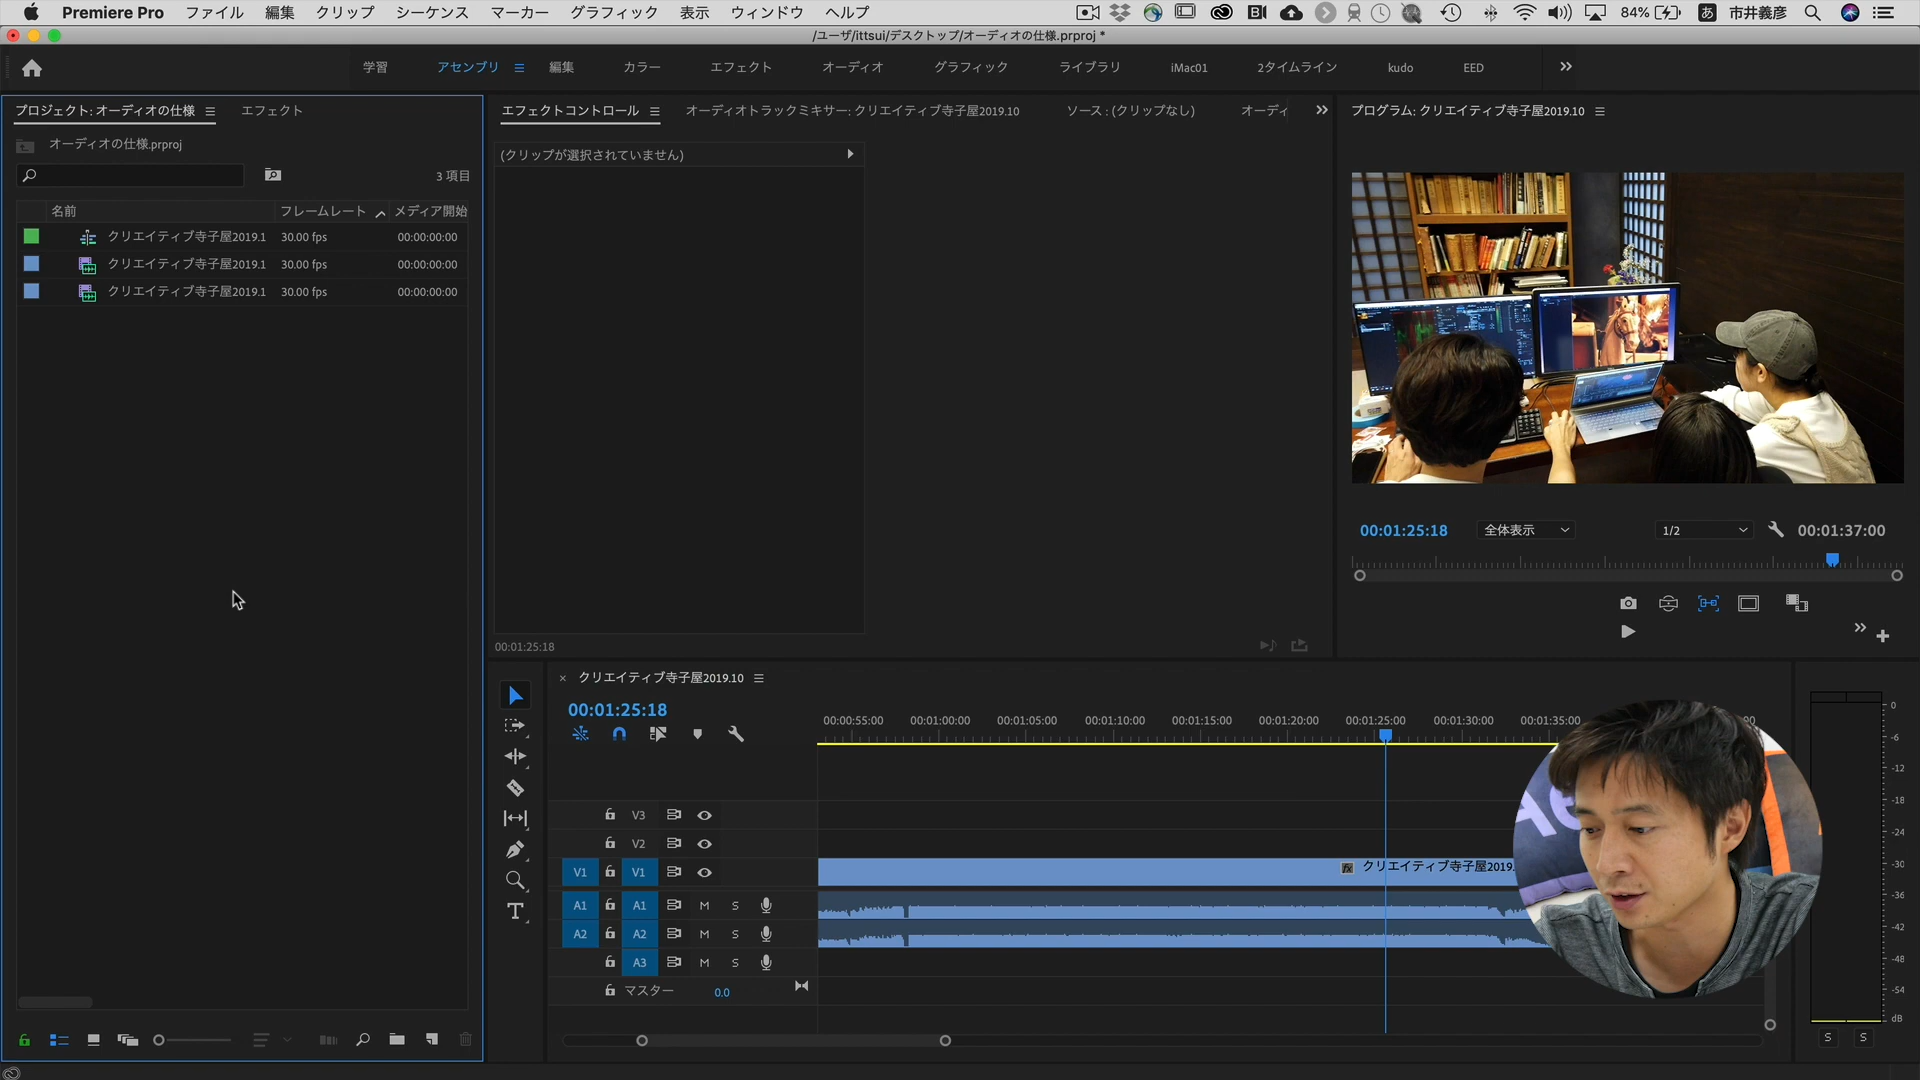 Premiere Pro ファイル 編集 クリップ シーケンス マーカー グラフィック 表示 ウィンドウ ヘルプ 84% あ 市井義彦
/ユーザ/ittsui/デスクトップ/オーディオの仕様.prproj *
学習 アセンブリ 編集 カラー エフェクト オーディオ グラフィック ライブラリ iMac01 2タイムライン kudo EED
プロジェクト: オーディオの仕様 エフェクト
オーディオの仕様.prproj
3 項目
名前 フレームレート メディア開始
クリエイティブ寺子屋2019.1 30.00 fps 00:00:00:00
クリエイティブ寺子屋2019.1 30.00 fps 00:00:00:00
クリエイティブ寺子屋2019.1 30.00 fps 00:00:00:00
エフェクトコントロール オーディオトラックミキサー: クリエイティブ寺子屋2019.10 ソース : (クリップなし) オーディ
(クリップが選択されていません)
00:01:25:18
プログラム: クリエイティブ寺子屋2019.10
00:01:25:18 全体表示 1/2 00:01:37:00
× クリエイティブ寺子屋2019.10
00:01:25:18
00:00:55:00 00:01:00:00 00:01:05:00 00:01:10:00 00:01:15:00 00:01:20:00 00:01:25:00 00:01:30:00 00:01:35:00
V3
V2
V1 V1 fx クリエイティブ寺子屋2019.
A1 A1 M S
A2 A2 M S
A3 M S
マスター 0.0
0
-6
-12
-18
-24
-30
-36
-42
-48
-54
dB
S S